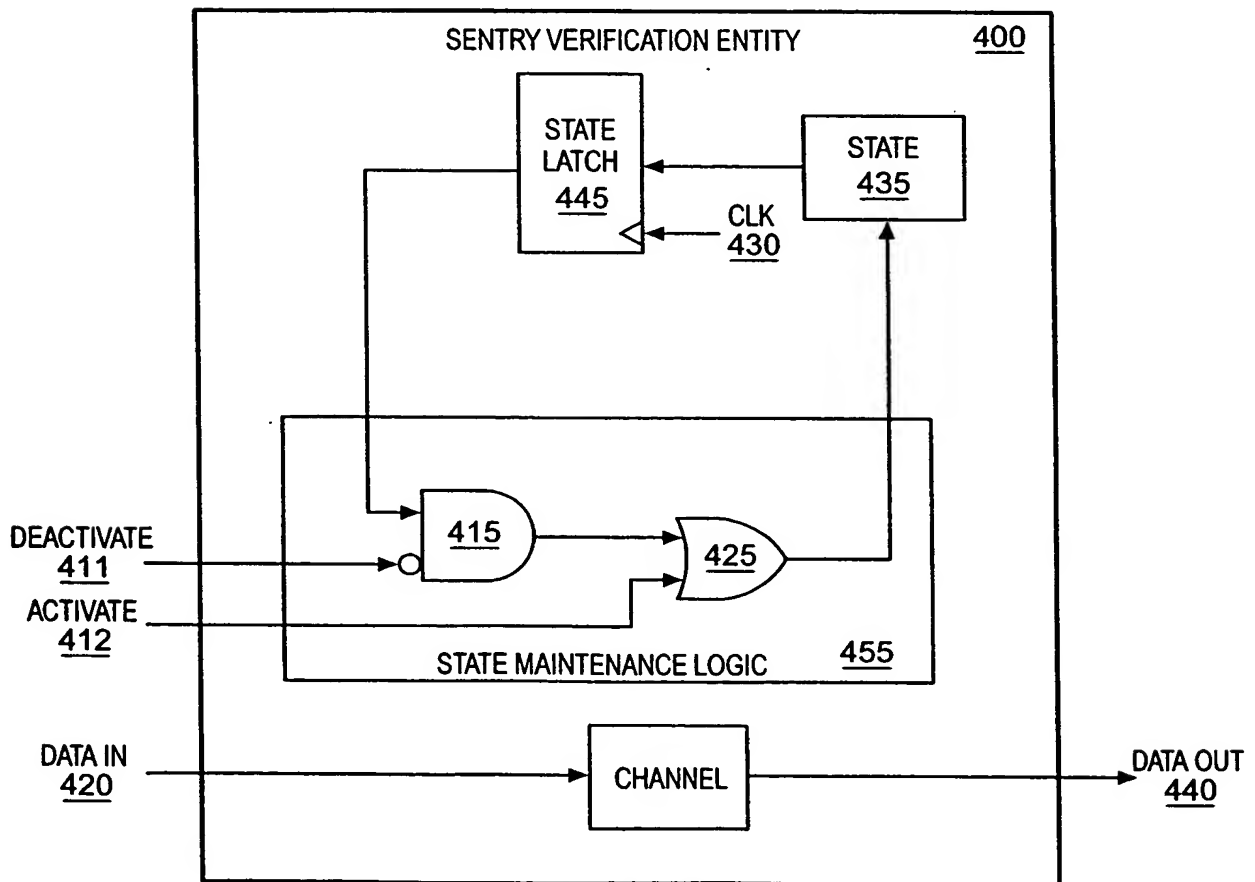 SENTRY VERIFICATION ENTITY
400
STATE
LATCH
445
STATE
435
CLK
430
415
425
DEACTIVATE
411
ACTIVATE
412
STATE MAINTENANCE LOGIC
455
DATA IN
420
CHANNEL
DATA OUT
440